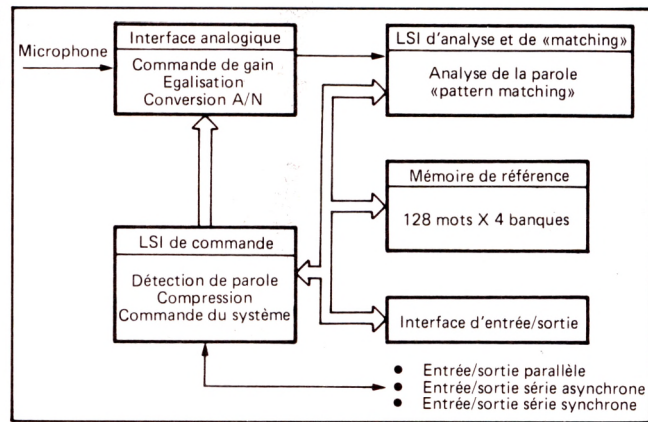 Microphone
Interface analogique
Commande de gain
Egalisation
Conversion A/N
LSI d'analyse et de «matching»
Analyse de la parole
«pattern matching»
Mémoire de référence
128 mots X 4 banques
LSI de commande
Détection de parole
Compression
Commande du système
Interface d'entrée/sortie
● Entrée/sortie parallèle
● Entrée/sortie série asynchrone
● Entrée/sortie série synchrone